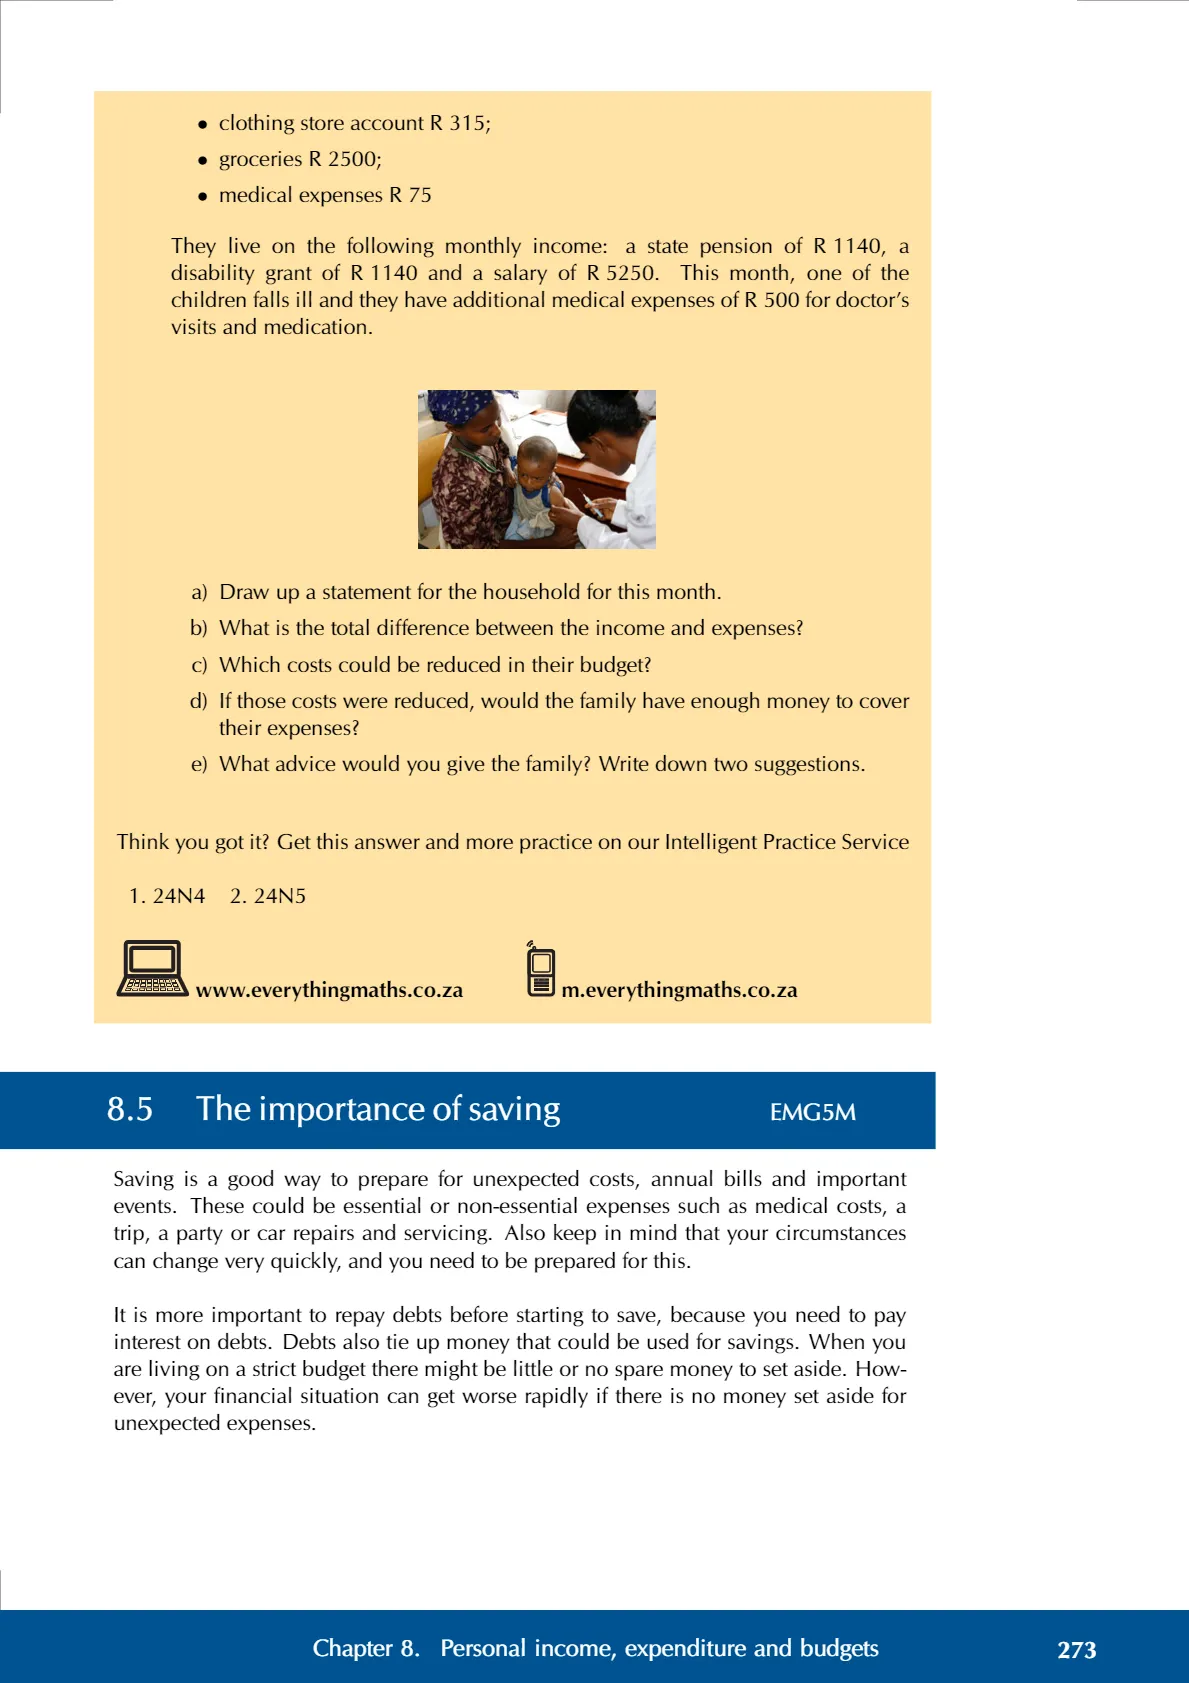 • clothing store account R 315;
• groceries R 2500;
• medical expenses R 75
They live on the following monthly income: a state pension of R 1140, a
disability grant of R 1140 and a salary of R 5250. This month, one of the
children falls ill and they have additional medical expenses of R 500 for doctor’s
visits and medication.
a) Draw up a statement for the household for this month.
b) What is the total difference between the income and expenses?
c) Which costs could be reduced in their budget?
d) If those costs were reduced, would the family have enough money to cover
their expenses?
e) What advice would you give the family? Write down two suggestions.
Think you got it? Get this answer and more practice on our Intelligent Practice Service
1. 24N4 2. 24N5
www.everythingmaths.co.za m.everythingmaths.co.za
8.5 The importance of saving EMG5M
Saving is a good way to prepare for unexpected costs, annual bills and important
events. These could be essential or non-essential expenses such as medical costs, a
trip, a party or car repairs and servicing. Also keep in mind that your circumstances
can change very quickly, and you need to be prepared for this.
It is more important to repay debts before starting to save, because you need to pay
interest on debts. Debts also tie up money that could be used for savings. When you
are living on a strict budget there might be little or no spare money to set aside. How-
ever, your financial situation can get worse rapidly if there is no money set aside for
unexpected expenses.
Chapter 8. Personal income, expenditure and budgets 273